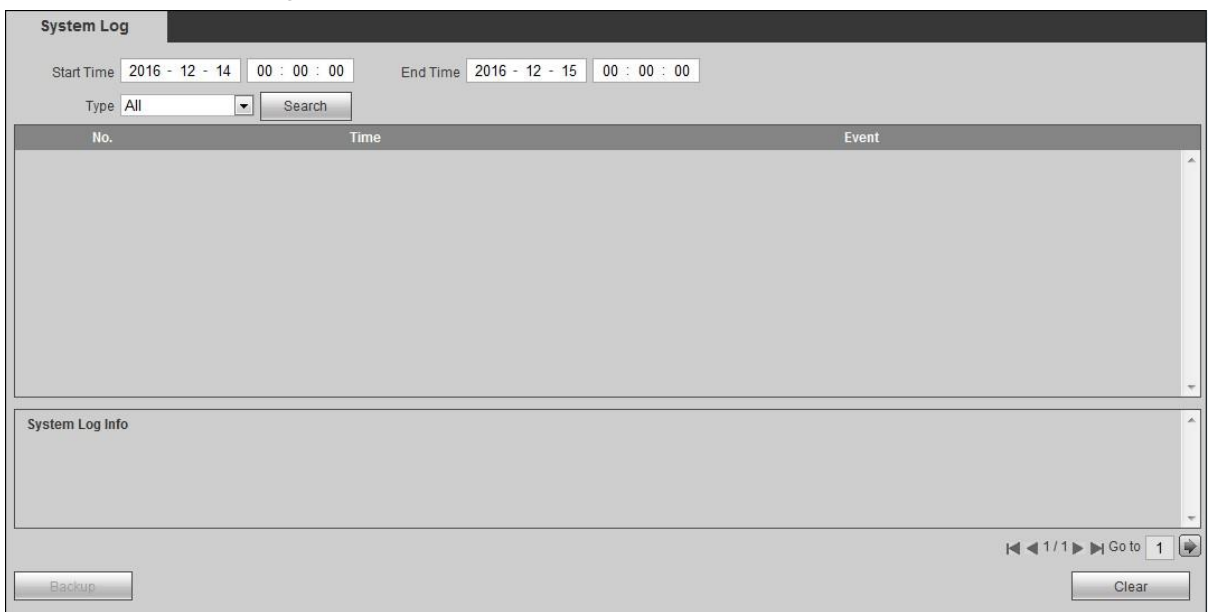 System Log
Start Time 2016 - 12 - 14 00 : 00 : 00 End Time 2016 - 12 - 15 00 : 00 : 00
Type All Search
No. Time Event
System Log Info
1 / 1 Go to 1
Backup Clear